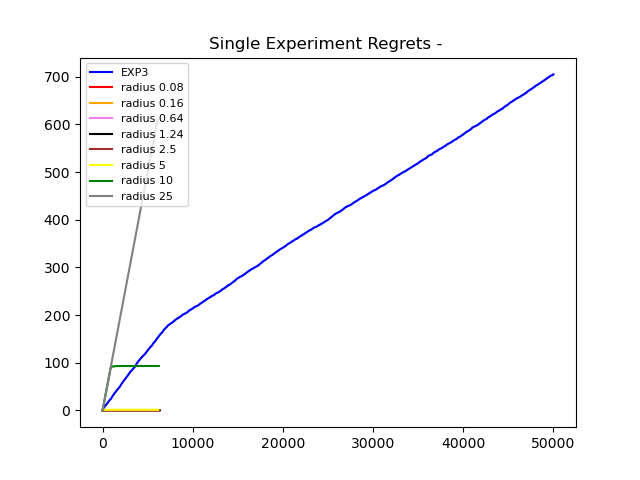 Single Experiment Regrets -
EXP3
radius 0.08
radius 0.16
radius 0.64
radius 1.24
radius 2.5
radius 5
radius 10
radius 25
700
600
500
400
300
200
100
0
0 10000 20000 30000 40000 50000